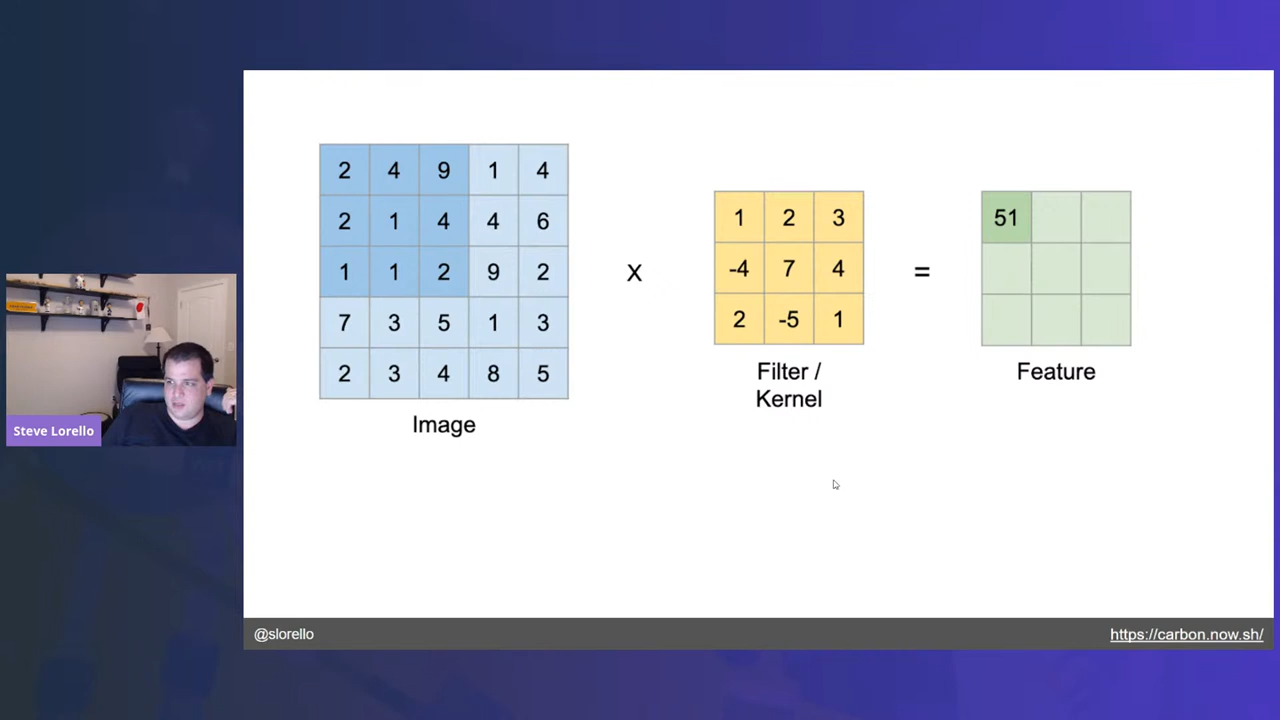 2 4 9 1 4
2 1 4 4 6
1 1 2 9 2
7 3 5 1 3
2 3 4 8 5
Image
x
1 2 3
-4 7 4
2 -5 1
Filter /
Kernel
=
51
Feature
Steve Lorello
@slorello
https://carbon.now.sh/